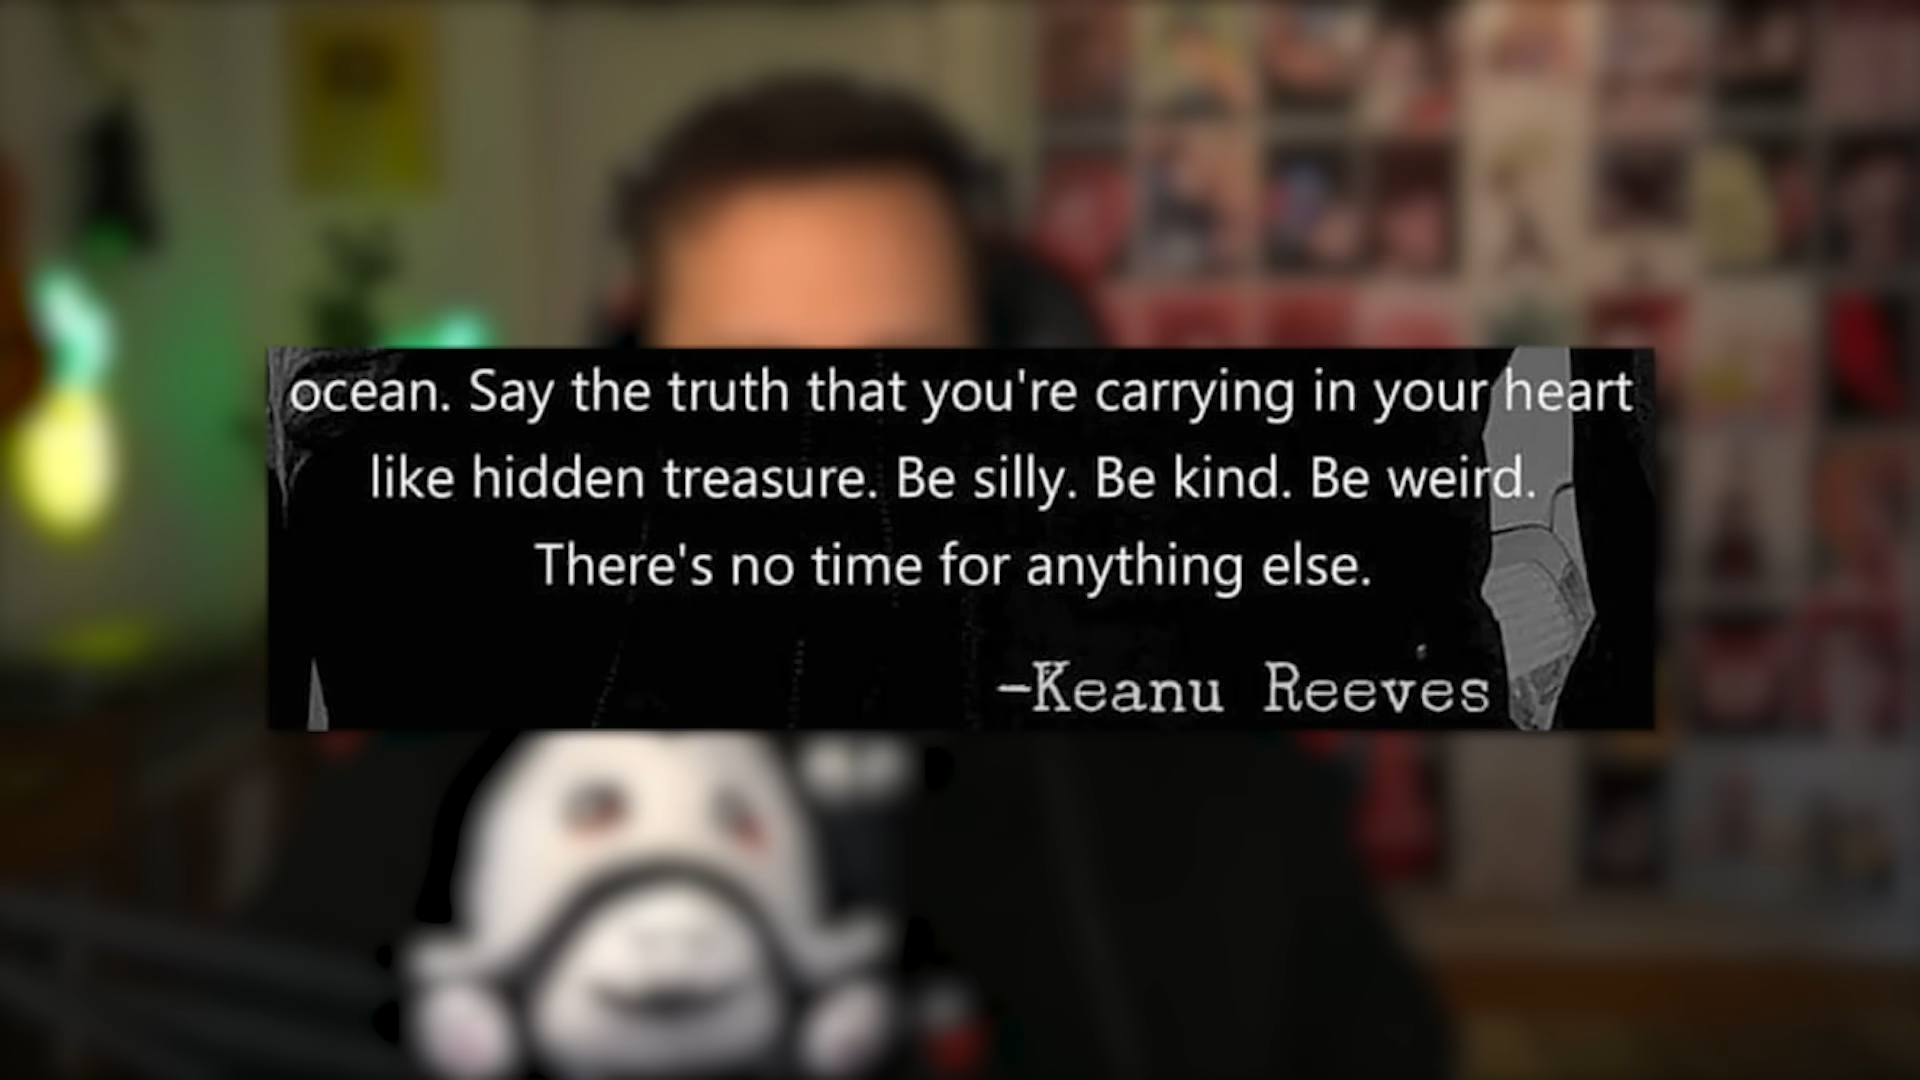 ocean. Say the truth that you're carrying in your heart
like hidden treasure. Be silly. Be kind. Be weird.
There's no time for anything else.
–Keanu Reeves